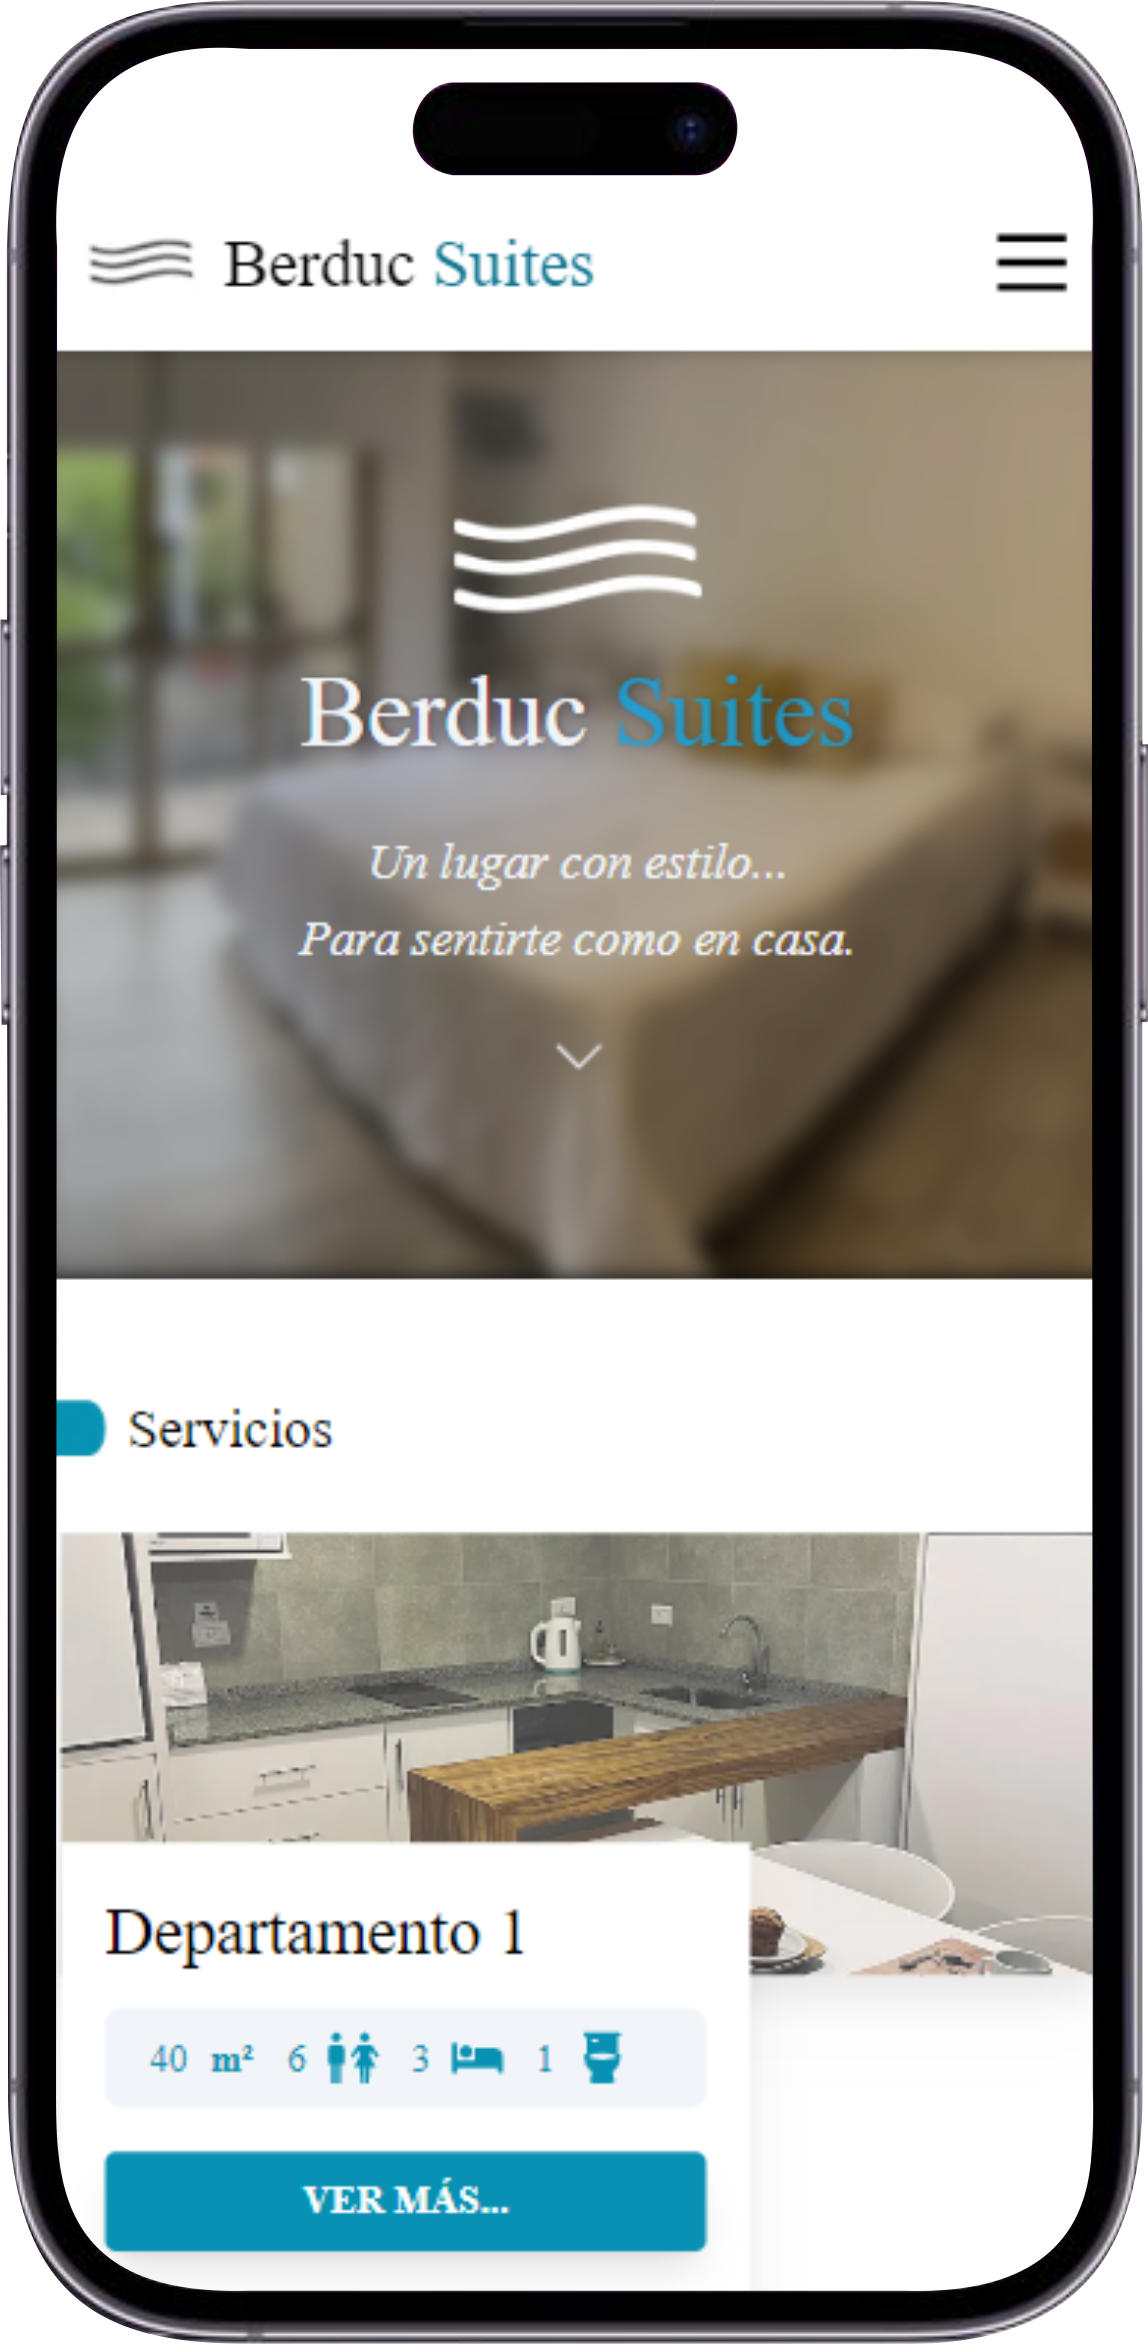 Berduc Suites
Berduc Suites
Un lugar con estilo...
Para sentirte como en casa.
Servicios
Departamento 1
40 m² 6 3 1
VER MÁS...